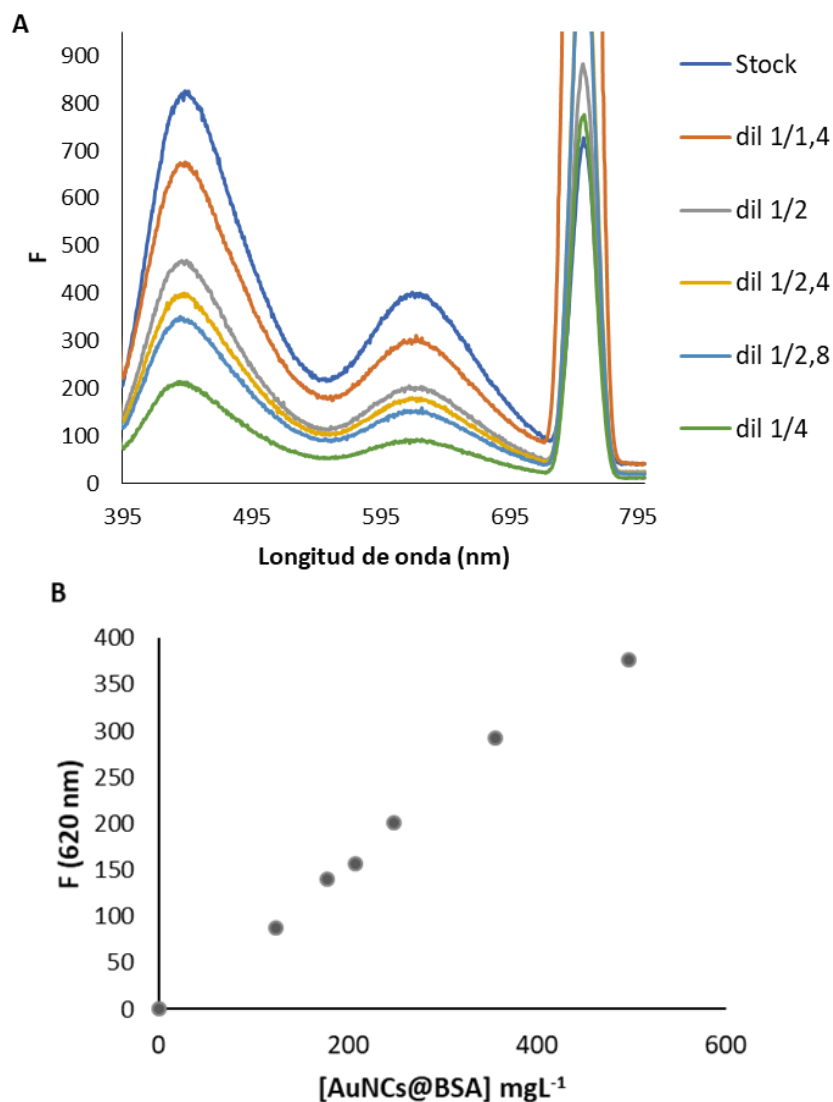 A
900
800
700
600
500
400
300
200
100
0
F
395 495 595 695 795
Longitud de onda (nm)
Stock
dil 1/1,4
dil 1/2
dil 1/2,4
dil 1/2,8
dil 1/4
B
400
350
300
250
200
150
100
50
0
F (620 nm)
0 200 400 600
[AuNCs@BSA] mgL⁻¹